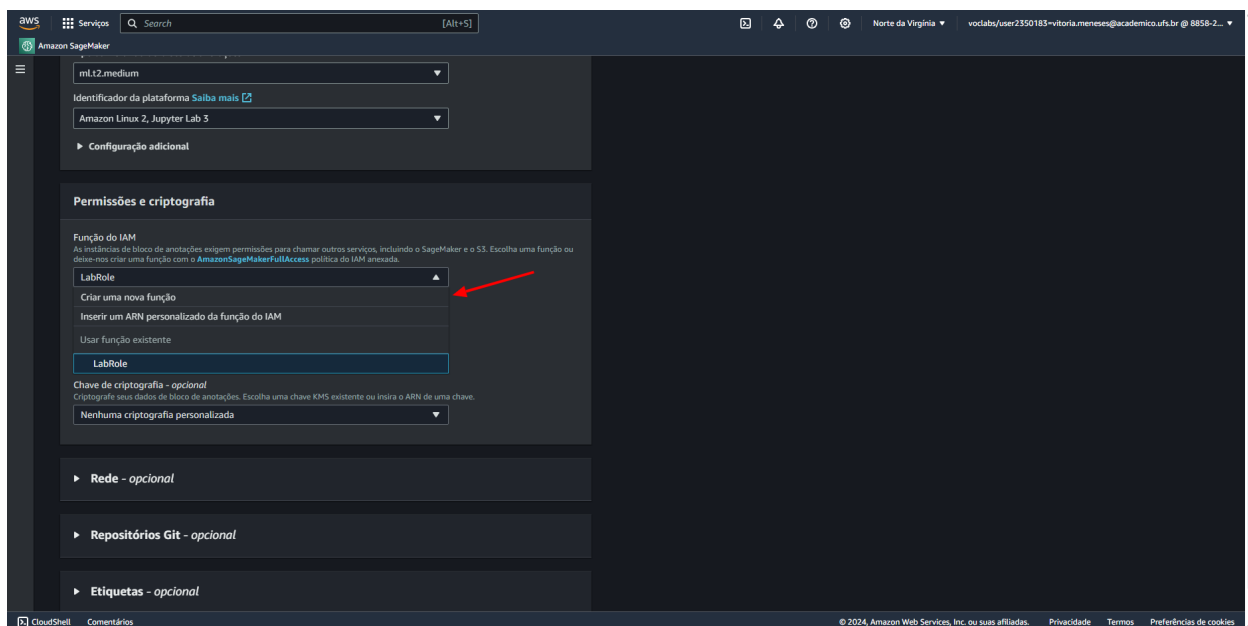 aws
Serviços
Search
[Alt+S]
Norte da Virgínia
voclabs/user2350183=vitoria.meneses@academico.ufs.br @ 8858-2...
Amazon SageMaker
ml.t2.medium
Identificador da plataforma Saiba mais
Amazon Linux 2, Jupyter Lab 3
Configuração adicional
Permissões e criptografia
Função do IAM
As instâncias de bloco de anotações exigem permissões para chamar outros serviços, incluindo o SageMaker e o S3. Escolha uma função ou
deixe-nos criar uma função com o AmazonSageMakerFullAccess política do IAM anexada.
LabRole
Criar uma nova função
Inserir um ARN personalizado da função do IAM
Usar função existente
LabRole
Chave de criptografia - opcional
Criptografe seus dados de bloco de anotações. Escolha uma chave KMS existente ou insira o ARN de uma chave.
Nenhuma criptografia personalizada
Rede - opcional
Repositórios Git - opcional
Etiquetas - opcional
CloudShell
Comentários
© 2024, Amazon Web Services, Inc. ou suas afiliadas.
Privacidade
Termos
Preferências de cookies